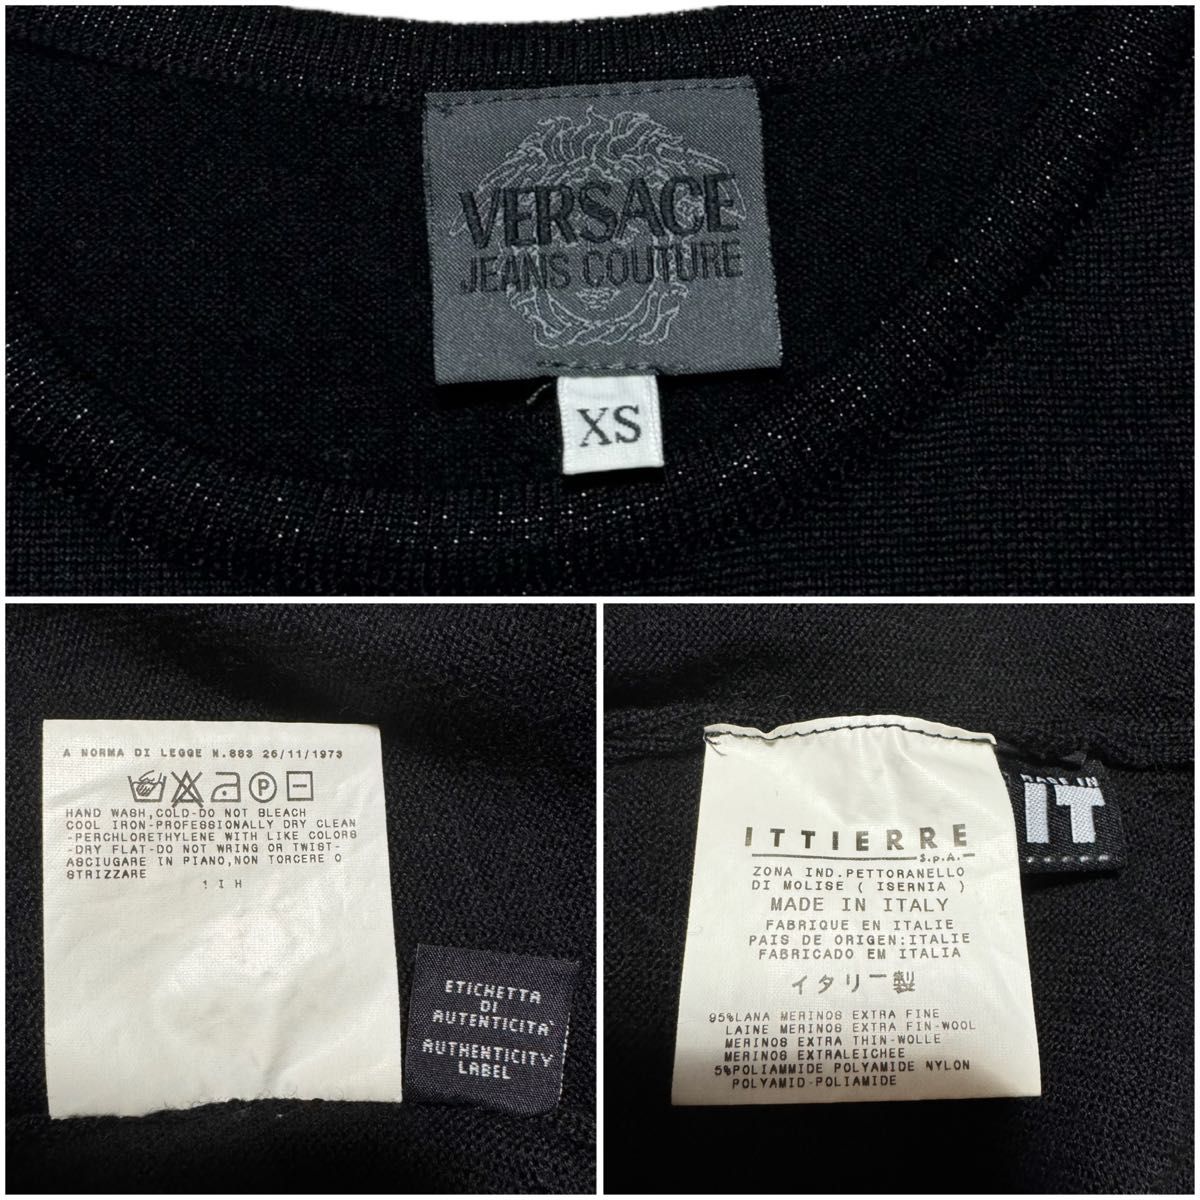 VERSACE
JEANS COUTURE
XS
A NORMA DI LEGGE N.883 26/11/1973
P
HAND WASH,COLD-DO NOT BLEACH
COOL IRON-PROFESSIONALLY DRY CLEAN
-PERCHLORETHYLENE WITH LIKE COLORS
-DRY FLAT-DO NOT WRING OR TWIST-
ASCIUGARE IN PIANO,NON TORCERE O
STRIZZARE
1 I H
ETICHETTA
DI
AUTENTICITA'
AUTHENTICITY
LABEL
ITTIERRE
S.p.A.
ZONA IND.PETTORANELLO
DI MOLISE ( ISERNIA )
MADE IN ITALY
FABRIQUE EN ITALIE
PAIS DE ORIGEN:ITALIE
FABRICADO EM ITALIA
イタリー製
95%LANA MERINOS EXTRA FINE
LAINE MERINOS EXTRA FIN-WOOL
MERINOS EXTRA THIN-WOLLE
MERINOS EXTRALEICHEE
5%POLIAMMIDE POLYAMIDE NYLON
POLYAMID-POLIAMIDE
MADE IN
IT